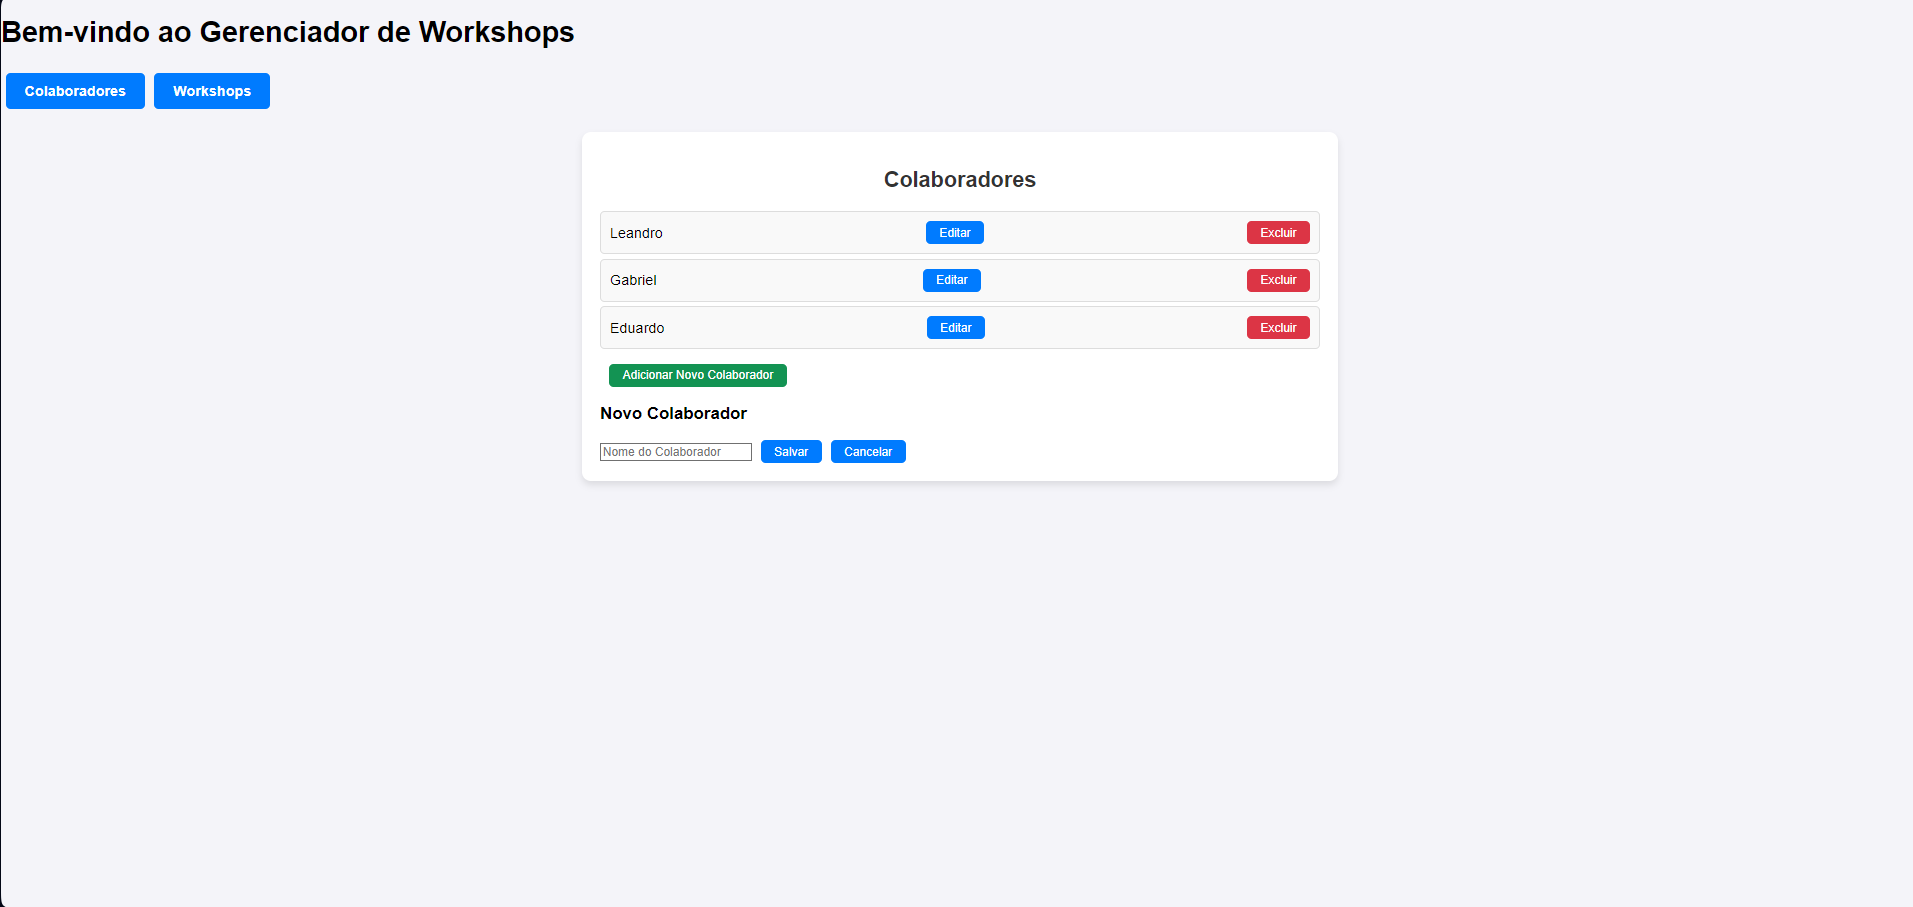 Bem-vindo ao Gerenciador de Workshops
Colaboradores Workshops
Colaboradores
Leandro Editar Excluir
Gabriel Editar Excluir
Eduardo Editar Excluir
Adicionar Novo Colaborador
Novo Colaborador
Nome do Colaborador Salvar Cancelar